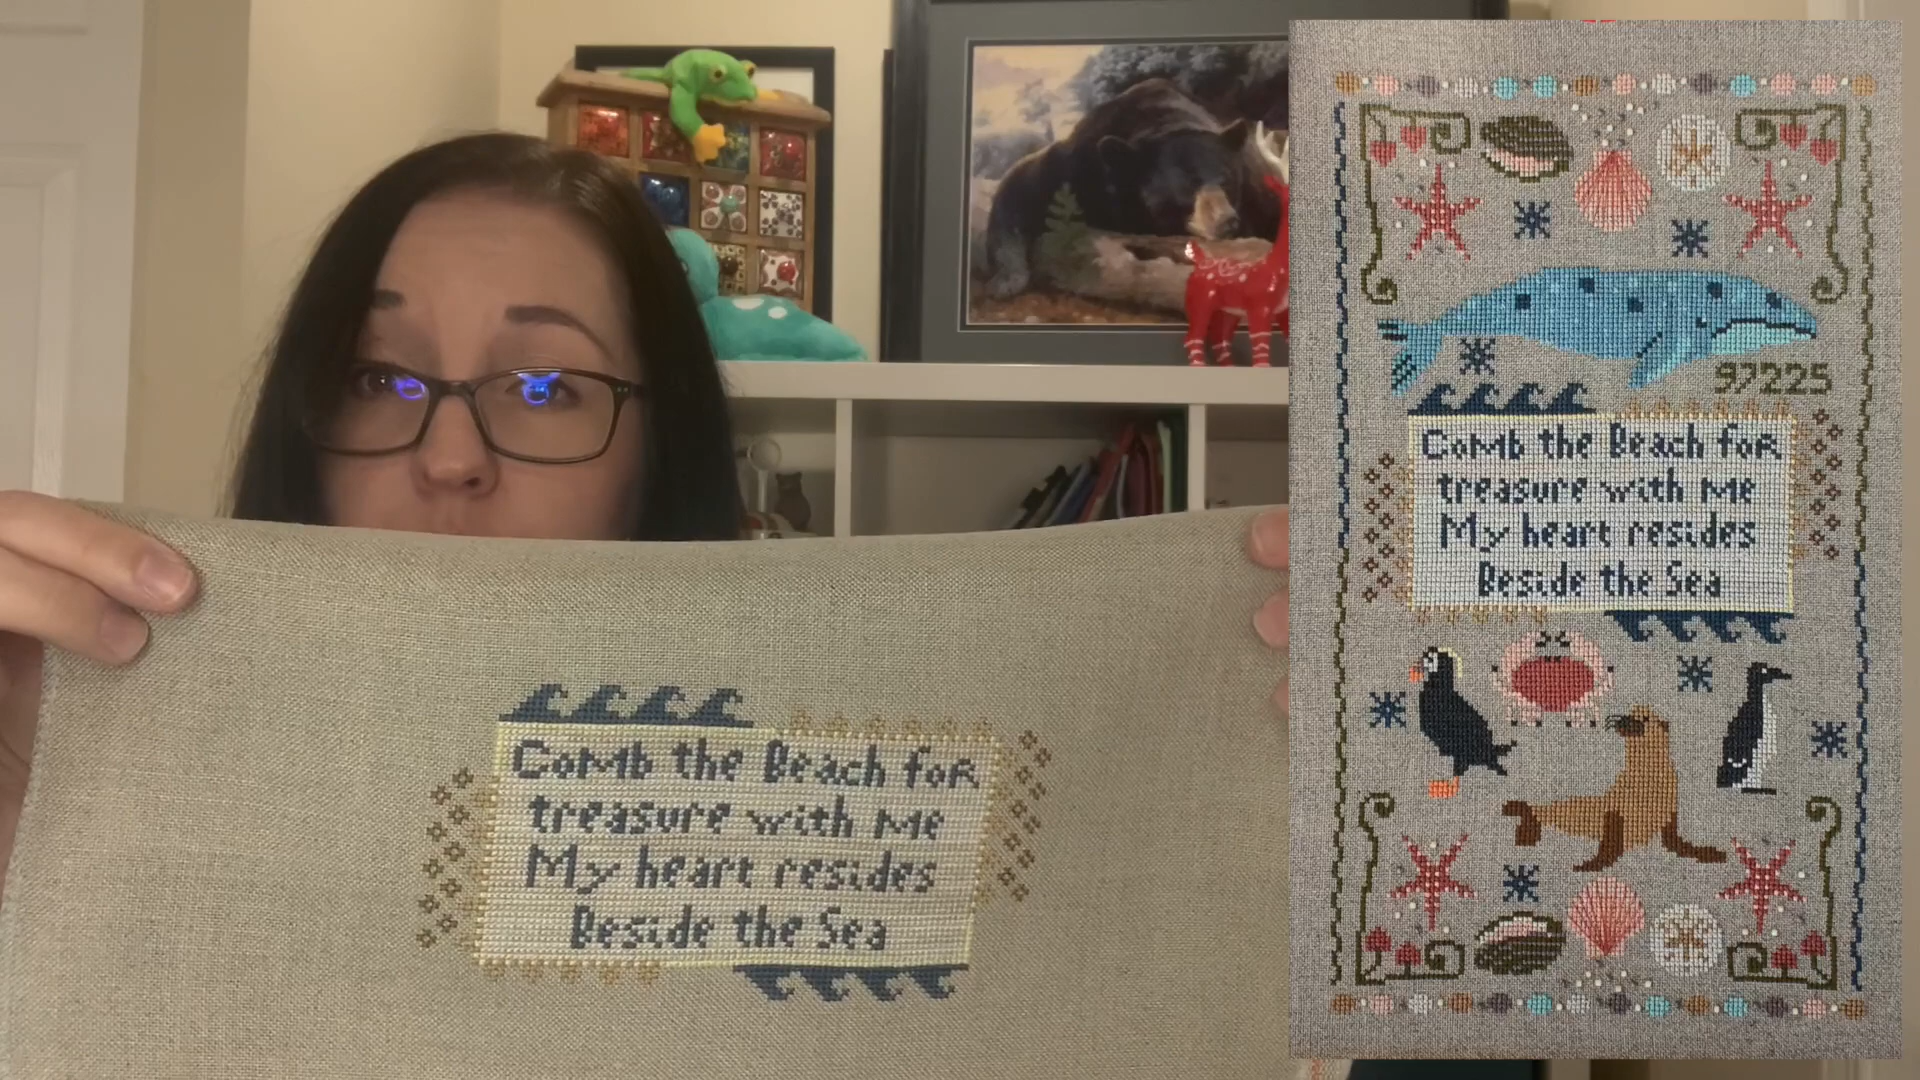 Comb the Beach for
treasure with Me
My heart resides
Beside the Sea
97225
Comb the Beach for
treasure with Me
My heart resides
Beside the Sea